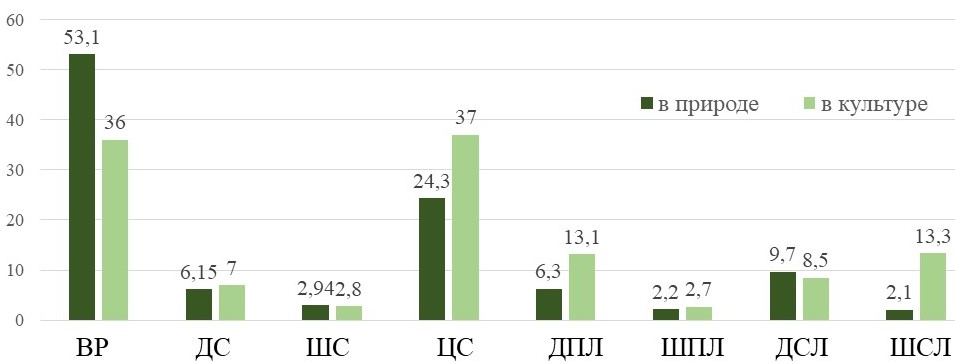 60
53,1
50
в природе
в культуре
40
36
37
30
24,3
20
13,1
13,3
10
6,15
7
6,3
9,7
8,5
2,94
2,8
2,2
2,7
2,1
0
ВР
ДС
ШС
ЦС
ДПЛ
ШПЛ
ДСЛ
ШСЛ